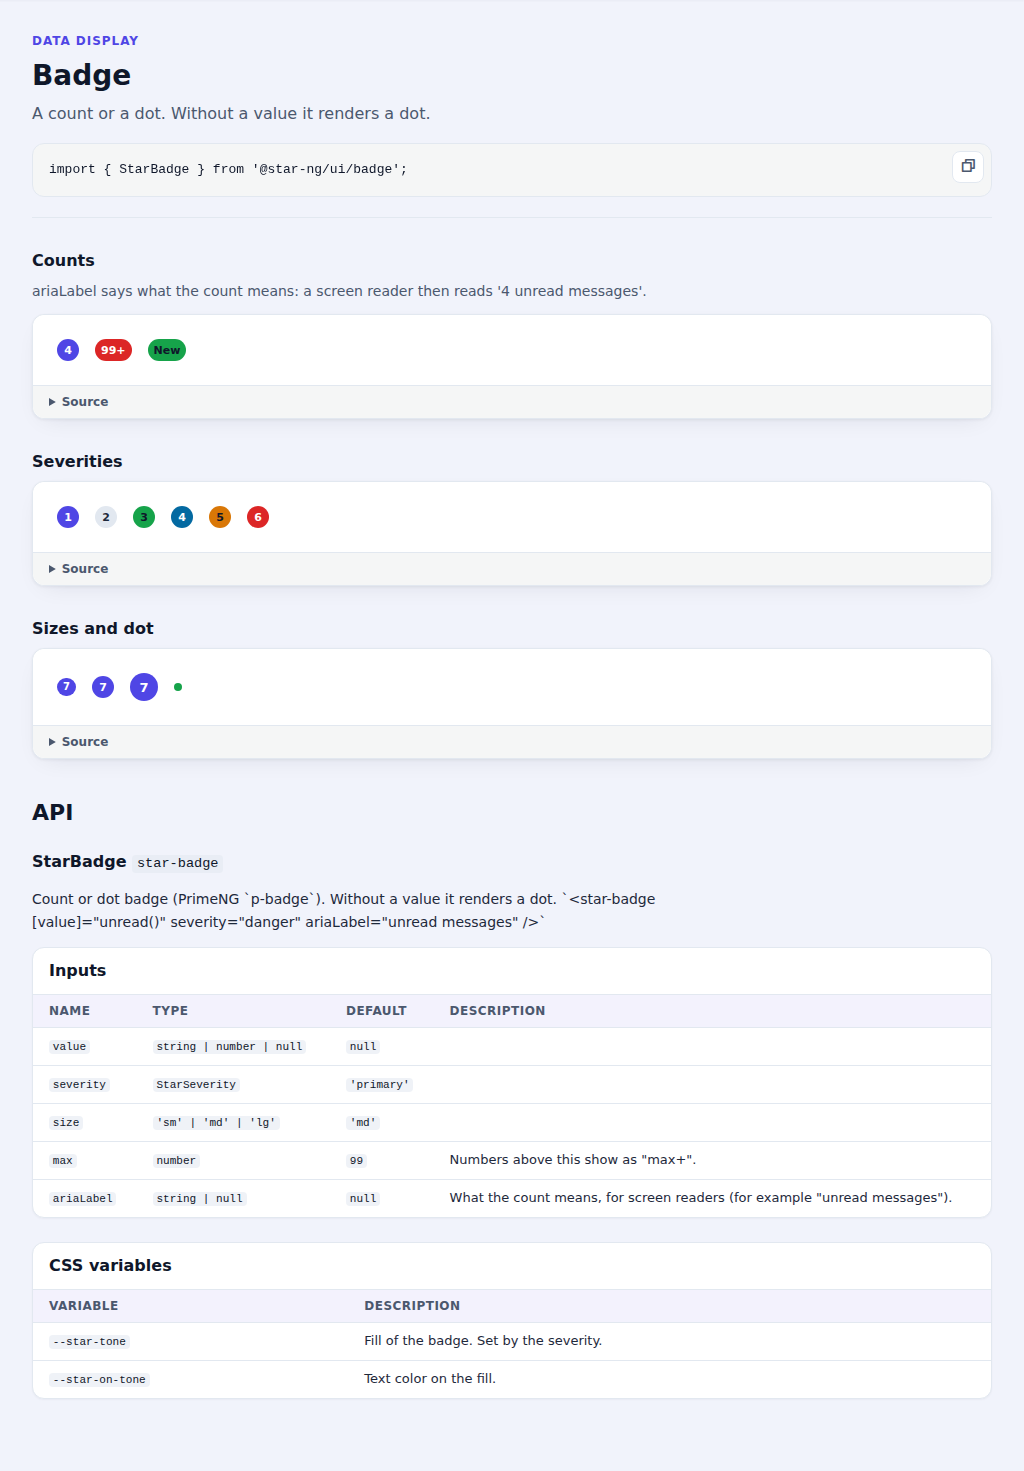 DATA DISPLAY
Badge
A count or a dot. Without a value it renders a dot.
import { StarBadge } from '@star-ng/ui/badge';
Counts
ariaLabel says what the count means: a screen reader then reads '4 unread messages'.
4 99+ New
Source
Severities
1 2 3 4 5 6
Source
Sizes and dot
7 7 7
Source
API
StarBadge star-badge
Count or dot badge (PrimeNG `p-badge`). Without a value it renders a dot. `<star-badge
[value]="unread()" severity="danger" ariaLabel="unread messages" />`
Inputs
NAME TYPE DEFAULT DESCRIPTION
value string | number | null null
severity StarSeverity 'primary'
size 'sm' | 'md' | 'lg' 'md'
max number 99 Numbers above this show as "max+".
ariaLabel string | null null What the count means, for screen readers (for example "unread messages").
CSS variables
VARIABLE DESCRIPTION
--star-tone Fill of the badge. Set by the severity.
--star-on-tone Text color on the fill.